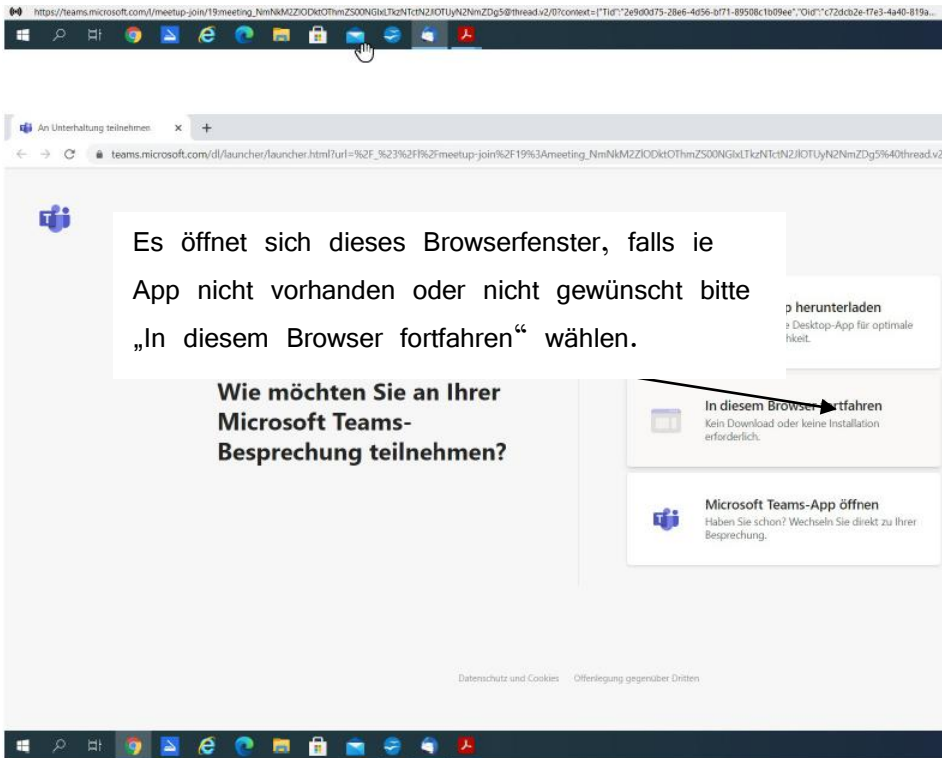 https://teams.microsoft.com/l/meetup-join/19:meeting_NmNkM2ZlODktOThmZS00NGIxLTkzNTctN2JlOTUyN2NmZDg5@thread.v2/0?context={"Tid":"2e9d0d75-28e6-4d56-bf71-89508c1b09ee","Oid":"c72dcb2e-f7e3-4a40-819a...
An Unterhaltung teilnehmen
teams.microsoft.com/dl/launcher/launcher.html?url=%2F_%23%2Fl%2Fmeetup-join%2F19%3Ameeting_NmNkM2ZlODktOThmZS00NGIxLTkzNTctN2JlOTUyN2NmZDg5%40thread.v2
Es öffnet sich dieses Browserfenster, falls ie
App nicht vorhanden oder nicht gewünscht bitte
„In diesem Browser fortfahren“ wählen.
herunterladen
Desktop-App für optimale
Wie möchten Sie an Ihrer
Microsoft Teams-
Besprechung teilnehmen?
In diesem Browser fortfahren
Kein Download oder keine Installation
erforderlich.
Microsoft Teams-App öffnen
Haben Sie schon? Wechseln Sie direkt zu Ihrer
Besprechung.
Datenschutz und Cookies Offenlegung gegenüber Dritten